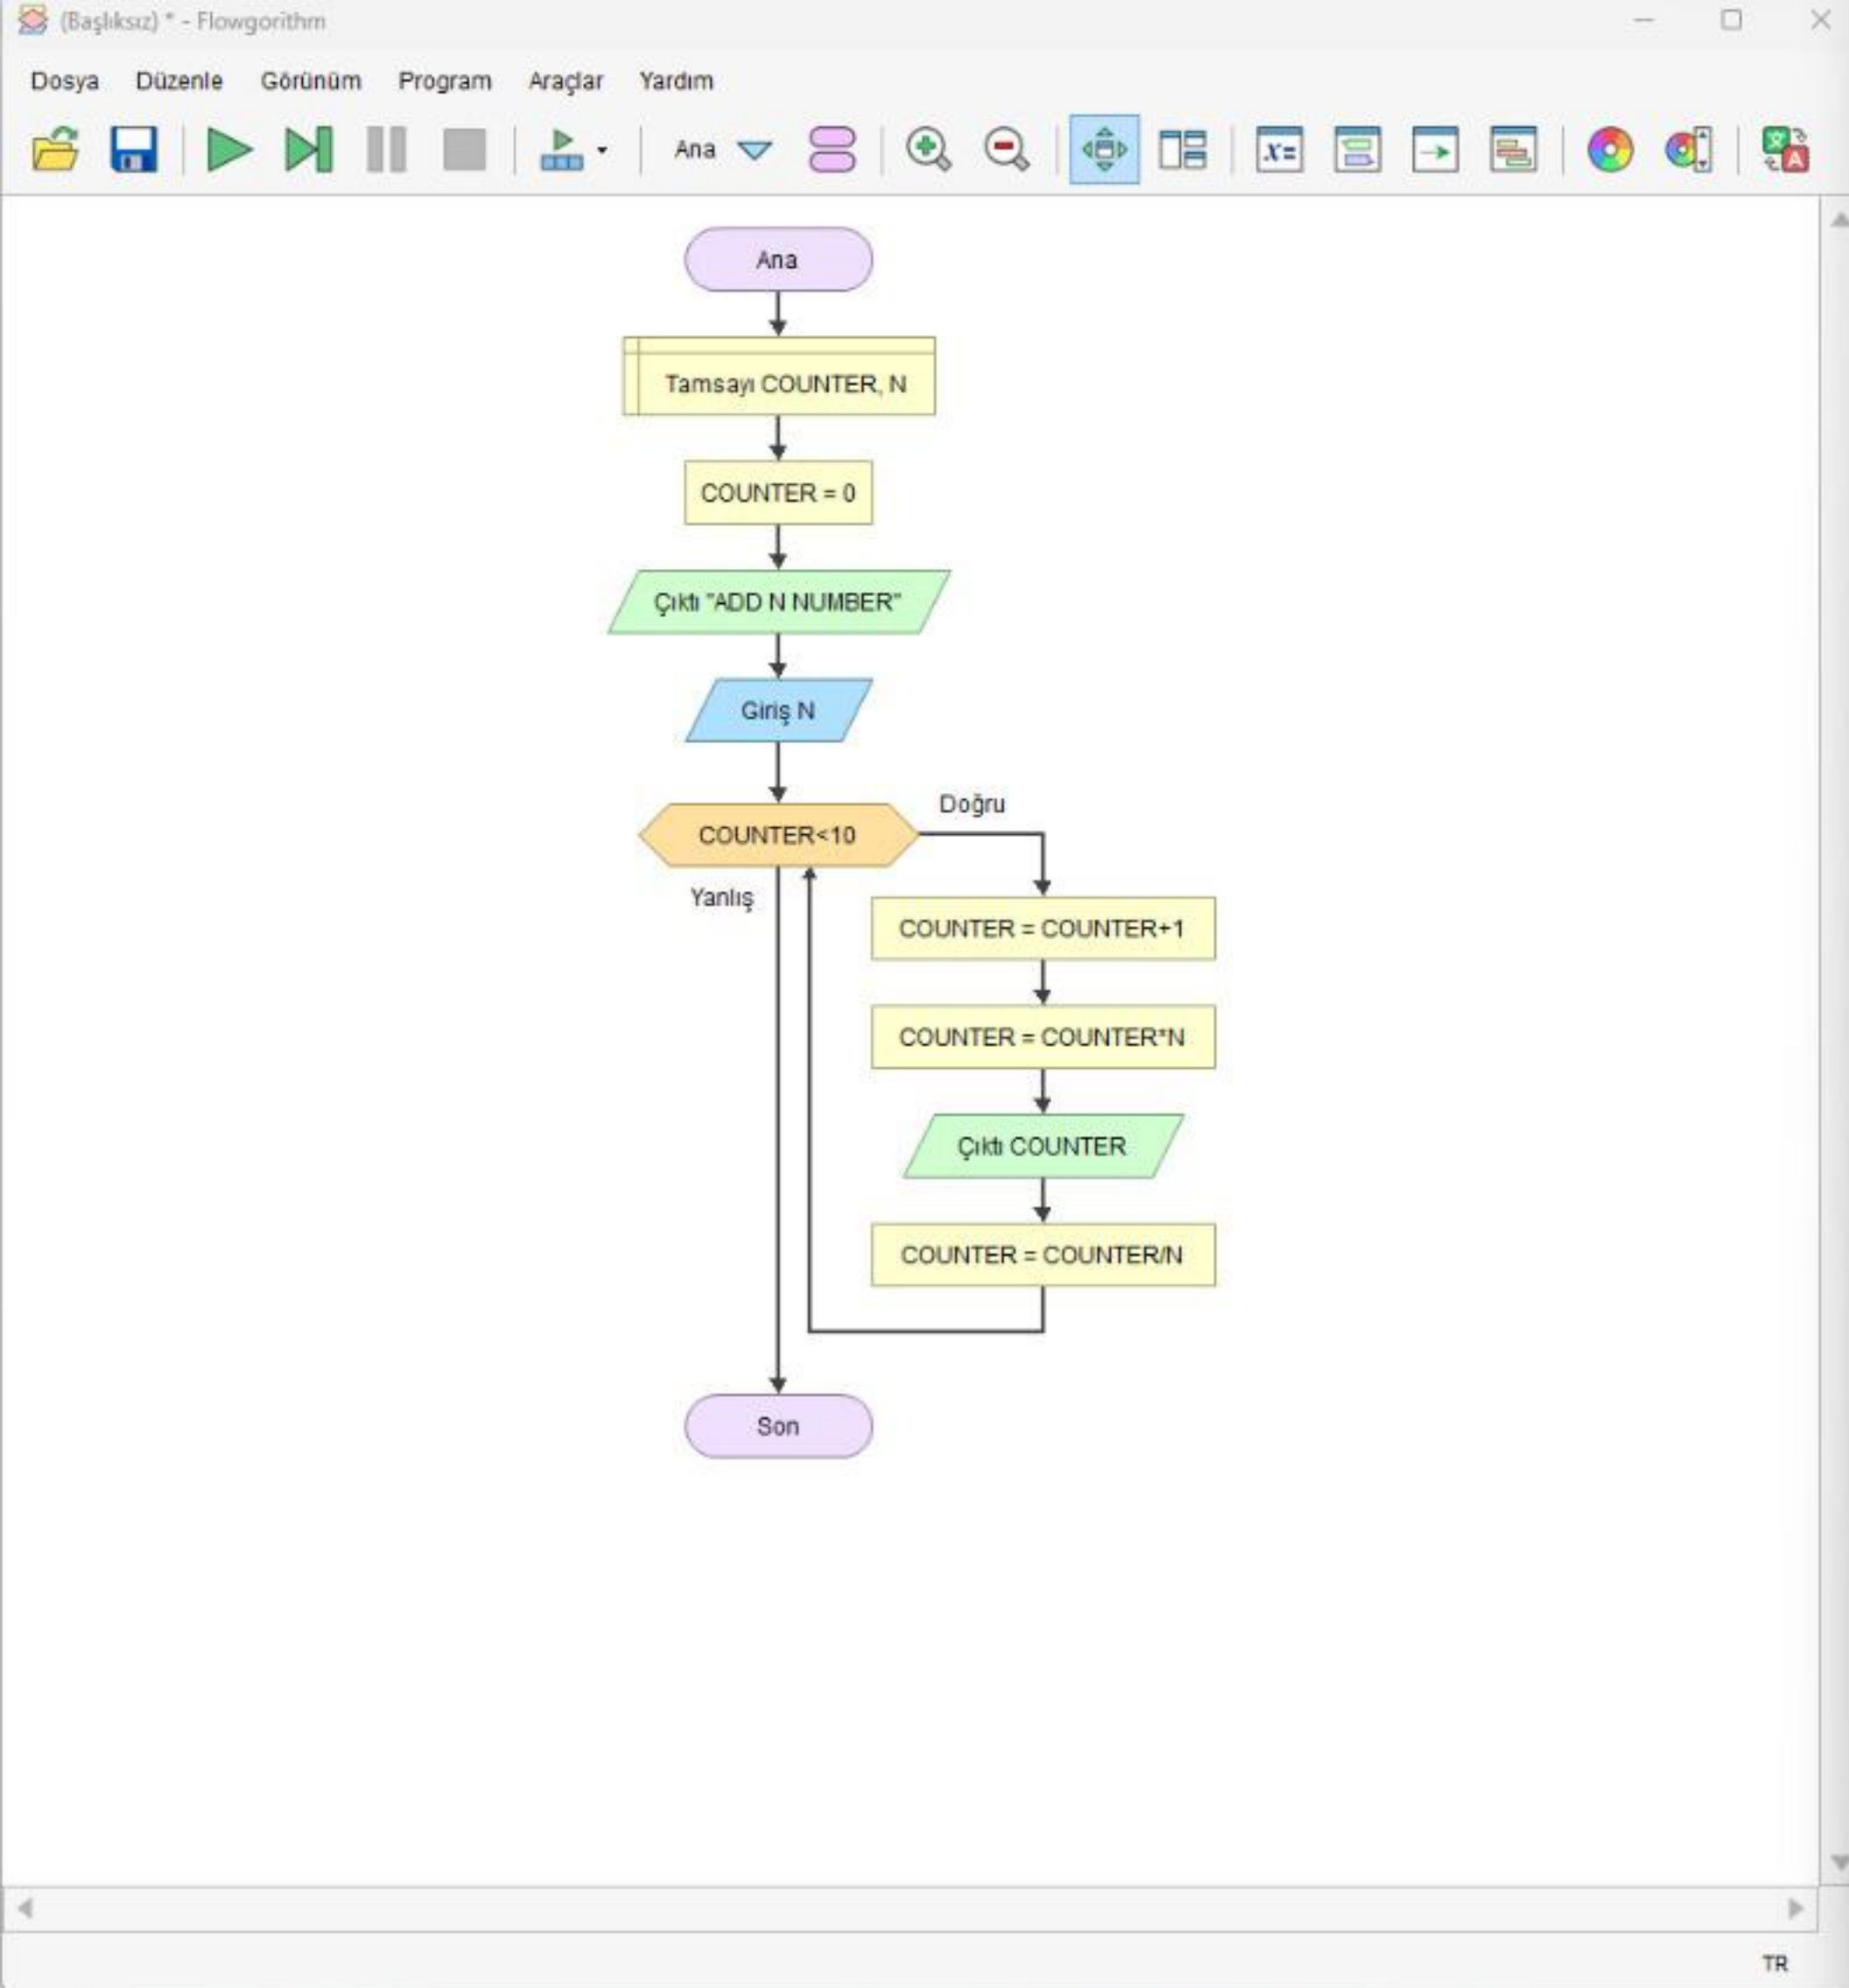 (Başlıksız) * - Flowgorithm
Dosya Düzenle Görünüm Program Araçlar Yardım
Ana x= 文 A
Ana
Tamsayı COUNTER, N
COUNTER = 0
Çıktı "ADD N NUMBER"
Giriş N
Doğru
COUNTER<10
Yanlış
COUNTER = COUNTER+1
COUNTER = COUNTER*N
Çıktı COUNTER
COUNTER = COUNTER/N
Son
TR